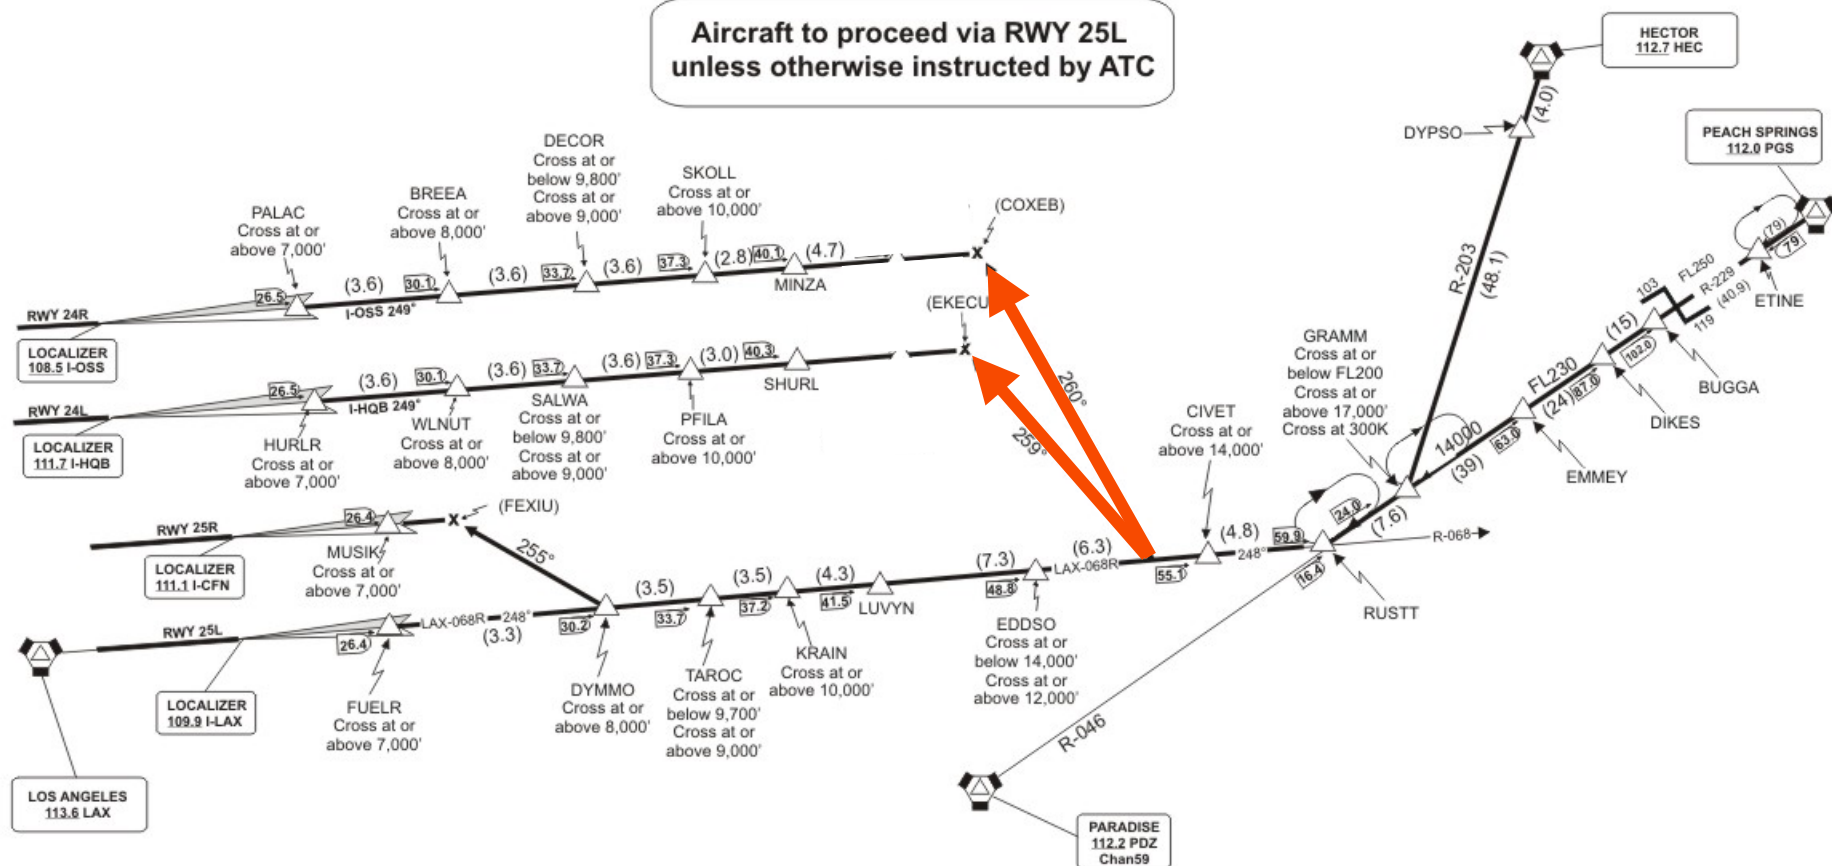 Aircraft to proceed via RWY 25L
unless otherwise instructed by ATC
HECTOR
112.7 HEC
(4.0)
DYPSO
PEACH SPRINGS
112.0 PGS
R-203
(48.1)
(79)
79
ETINE
FL250
R-229
(40.9)
103
119
BUGGA
(15)
102.0
DIKES
FL230
(24)
87.0
EMMEY
14000
(39)
63.0
GRAMM
Cross at or
below FL200
Cross at or
above 17,000'
Cross at 300K
(7.6)
24.0
R-068
RUSTT
59.9
16.4
R-046
PARADISE
112.2 PDZ
Chan59
CIVET
Cross at or
above 14,000'
(4.8)
248°
55.1
260°
259°
(COXEB)
(4.7)
MINZA
40.1
(2.8)
SKOLL
Cross at or
above 10,000'
37.3
(3.6)
DECOR
Cross at or
below 9,800'
Cross at or
above 9,000'
33.7
(3.6)
BREEA
Cross at or
above 8,000'
30.1
(3.6)
I-OSS 249°
PALAC
Cross at or
above 7,000'
26.5
RWY 24R
LOCALIZER
108.5 I-OSS
(EKECU
SHURL
40.3
(3.0)
37.3
PFILA
Cross at or
above 10,000'
(3.6)
33.7
SALWA
Cross at or
below 9,800'
Cross at or
above 9,000'
(3.6)
30.1
WLNUT
Cross at or
above 8,000'
(3.6)
I-HQB 249°
26.5
HURLR
Cross at or
above 7,000'
RWY 24L
LOCALIZER
111.7 I-HQB
(FEXIU)
255°
26.4
MUSIK
Cross at or
above 7,000'
RWY 25R
LOCALIZER
111.1 I-CFN
(6.3)
LAX-068R
48.8
EDDSO
Cross at or
below 14,000'
Cross at or
above 12,000'
(7.3)
LUVYN
(4.3)
41.5
KRAIN
Cross at or
above 10,000'
(3.5)
37.2
TAROC
Cross at or
below 9,700'
Cross at or
above 9,000'
(3.5)
33.7
DYMMO
Cross at or
above 8,000'
30.2
LAX-068R
248°
(3.3)
26.4
FUELR
Cross at or
above 7,000'
RWY 25L
LOCALIZER
109.9 I-LAX
LOS ANGELES
113.6 LAX